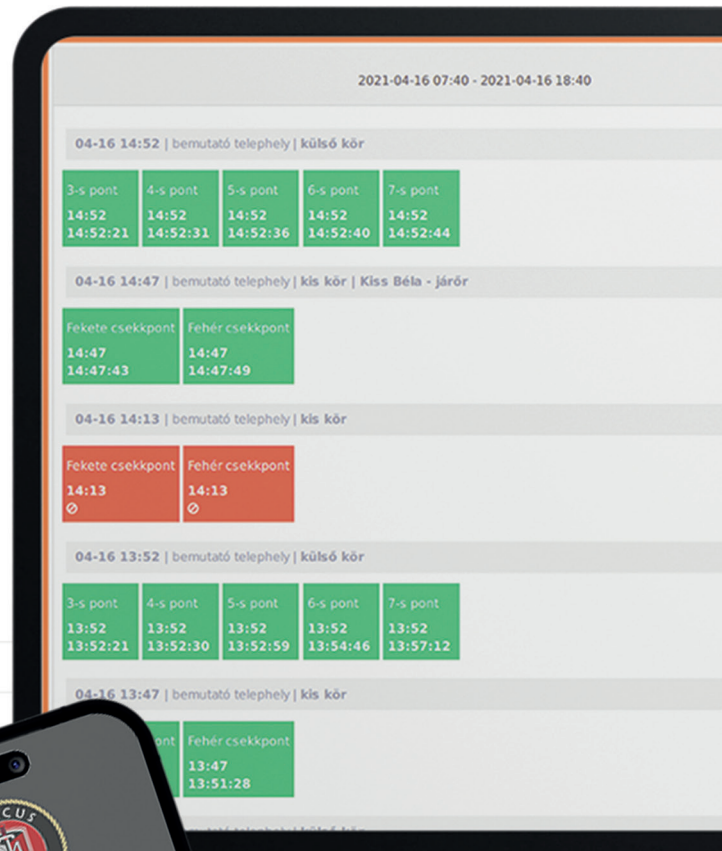 2021-04-16 07:40 - 2021-04-16 18:40
04-16 14:52 | bemutató telephely | külső kör
3-s pont 4-s pont 5-s pont 6-s pont 7-s pont
14:52 14:52 14:52 14:52 14:52
14:52:21 14:52:31 14:52:36 14:52:40 14:52:44
04-16 14:47 | bemutató telephely | kis kör | Kiss Béla - járőr
Fekete csekkpont Fehér csekkpont
14:47 14:47
14:47:43 14:47:49
04-16 14:13 | bemutató telephely | kis kör
Fekete csekkpont Fehér csekkpont
14:13 14:13
04-16 13:52 | bemutató telephely | külső kör
3-s pont 4-s pont 5-s pont 6-s pont 7-s pont
13:52 13:52 13:52 13:52 13:52
13:52:21 13:52:30 13:52:59 13:54:46 13:57:12
04-16 13:47 | bemutató telephely | kis kör
ont Fehér csekkpont
13:47
13:51:28
CUS